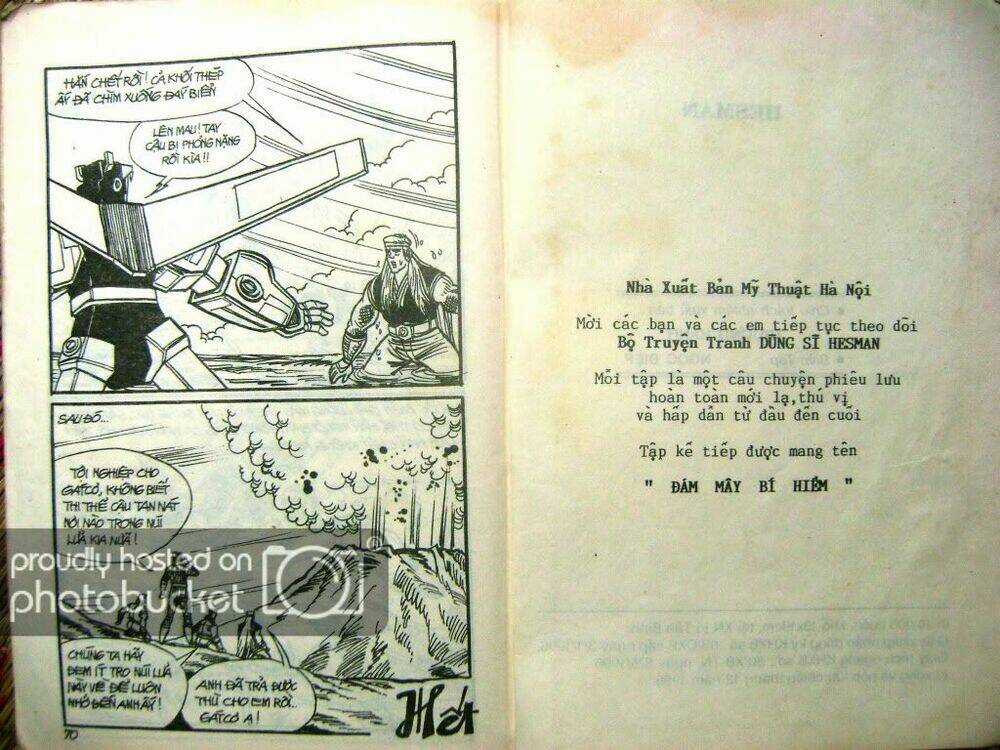 HẮN CHẾT RỒI! CẢ KHỐI THÉP
ẤY ĐÃ CHÌM XUỐNG ĐÁY BIỂN
LÊN MAU! TAY
CẬU BỊ PHỎNG NẶNG
RỒI KÌA!!
SAU ĐÓ...
TỘI NGHIỆP CHO
GATCO, KHÔNG BIẾT
THI THỂ CẬU TAN NÁT
NƠI NÀO TRONG NÚI
LỬA KIA NỮA!
proudly hosted on
photobucket
CHÚNG TA HÃY
ĐEM ÍT TRO NÚI LỬA
NÀY VỀ ĐỂ LUÔN
NHỚ ĐẾN ANH ẤY!
ANH ĐÃ TRẢ ĐƯỢC
THÙ CHO EM RỒI..
GATCO Ạ!
Hết
70
HESMAN
Nhà Xuất Bản Mỹ Thuật Hà Nội
Mời các bạn và các em tiếp tục theo dõi
Bộ Truyện Tranh DŨNG SĨ HESMAN
Mỗi tập là một câu chuyện phiêu lưu
hoàn toàn mới lạ,thú vị
và hấp dẫn từ đầu đến cuối
Tập kế tiếp được mang tên
" ĐÁM MÂY BÍ HIỂM "